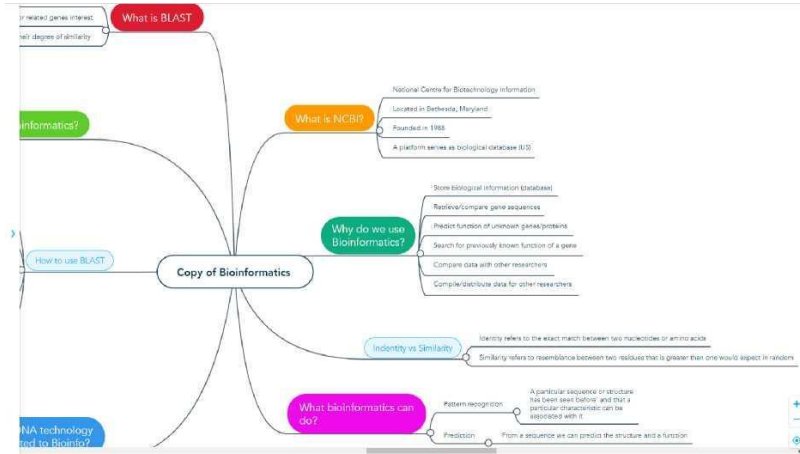 or related genes interest
their degree of similarity
What is BLAST
informatics?
How to use BLAST
DNA technology
ted to Bioinfo?
Copy of Bioinformatics
What is NCBI?
National Centre for Biotechnology Information
Located in Bethesda, Maryland
Founded in 1988
A platform serves as biological database (US)
Why do we use
Bioinformatics?
Store biological information (database)
Retrieve/compare gene sequences
Predict function of unknown genes/proteins
Search for previously known function of a gene
Compare data with other researchers
Compile/distribute data for other researchers
Indentity vs Similarity
Identity refers to the exact match between two nucleotides or amino acids
Similarity refers to resemblance between two residues that is greater than one would expect in random
What bioinformatics can
do?
Pattern recognition
A particular sequence or structure
has been seen before and that a
particular characteristic can be
associated with it
Prediction
From a sequence we can predict the structure and a function